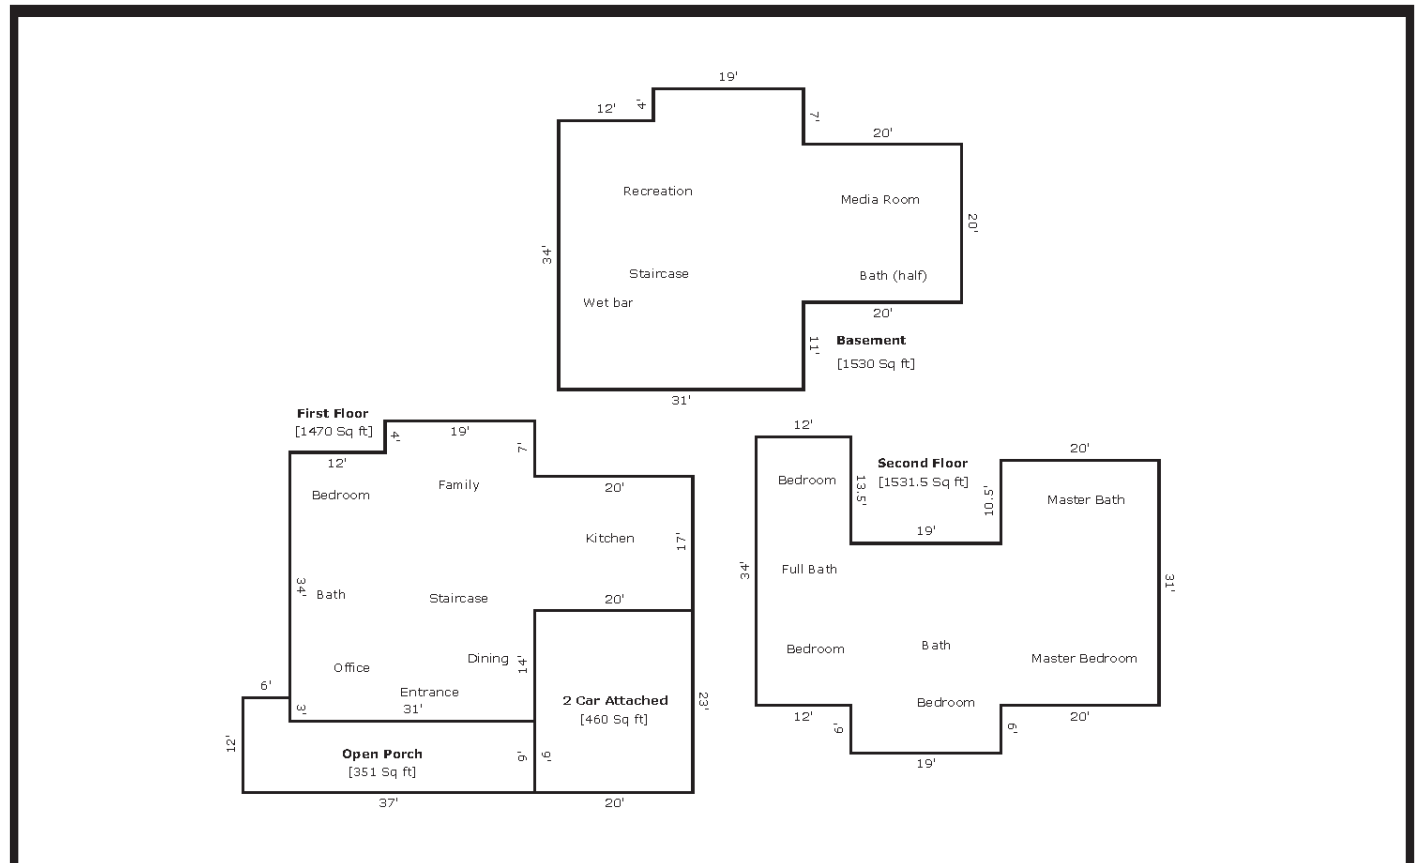 19'
12'
4'
7'
20'
Recreation
Media Room
20'
34'
Staircase
Bath (half)
Wet bar
20'
11'
Basement
[1530 Sq ft]
31'
First Floor
[1470 Sq ft]
4'
19'
7'
12'
Bedroom
Family
20'
Kitchen
17'
34'
Bath
Staircase
20'
Dining
14'
Office
Entrance
6'
3'
31'
2 Car Attached
[460 Sq ft]
23'
12'
Open Porch
[351 Sq ft]
9'
9'
37'
20'
12'
20'
Second Floor
[1531.5 Sq ft]
Bedroom
13.5'
10.5'
Master Bath
19'
34'
Full Bath
31'
Bedroom
Bath
Master Bedroom
Bedroom
12'
6'
6'
20'
19'